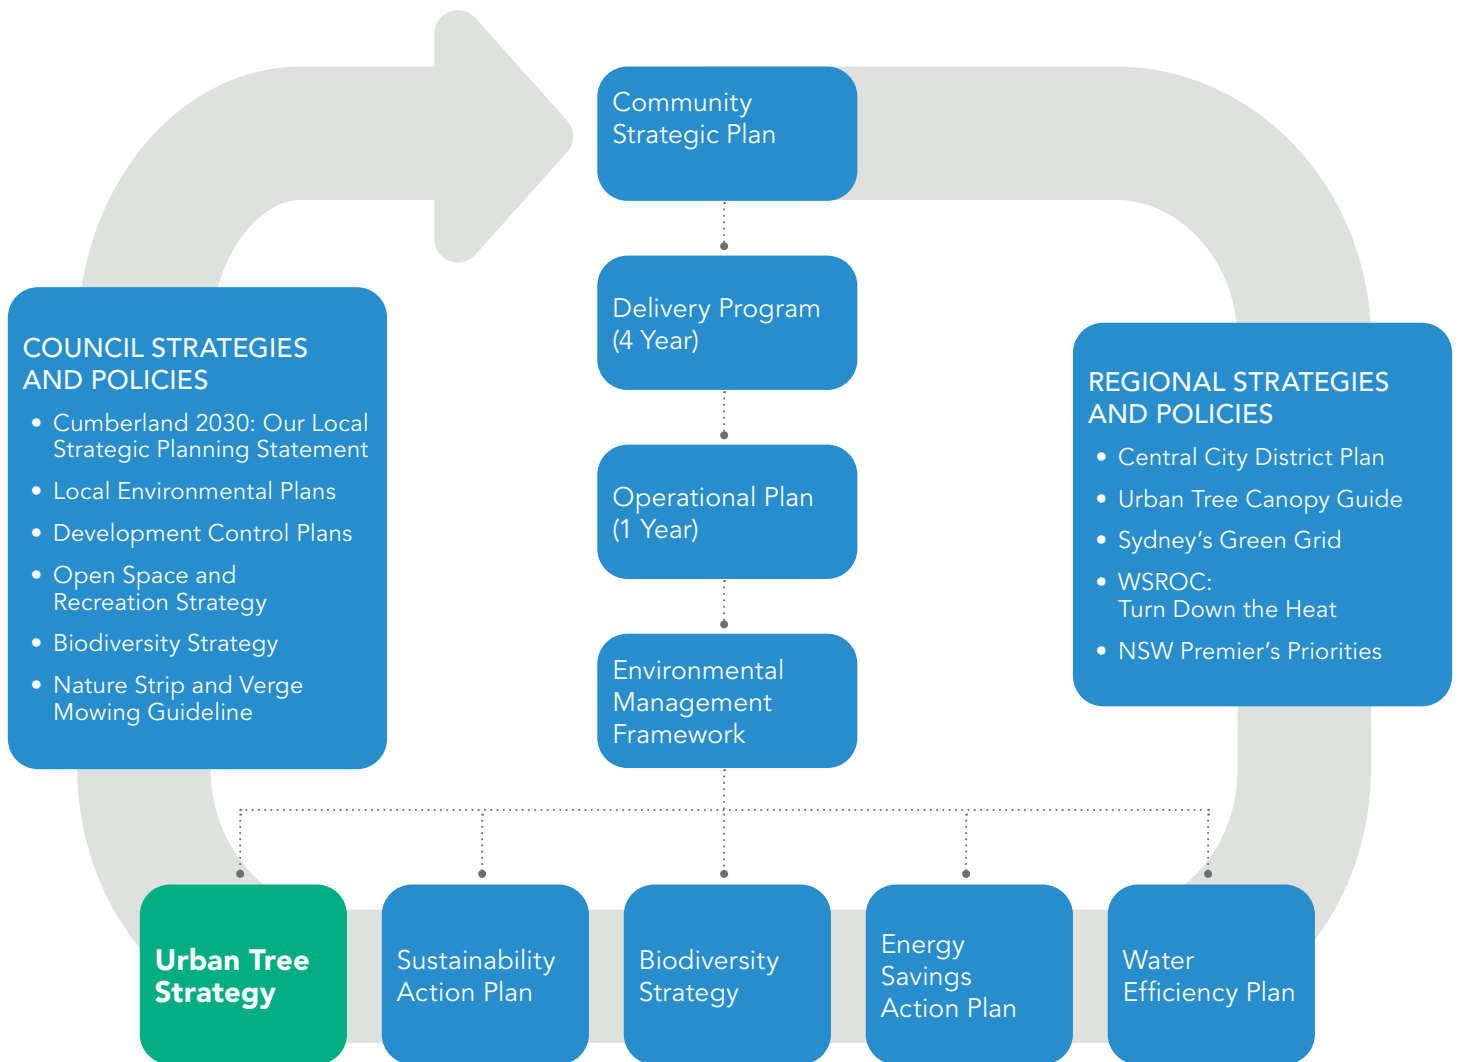 Community
Strategic Plan
Delivery Program
(4 Year)
Operational Plan
(1 Year)
Environmental
Management
Framework
COUNCIL STRATEGIES
AND POLICIES
• Cumberland 2030: Our Local
Strategic Planning Statement
• Local Environmental Plans
• Development Control Plans
• Open Space and
Recreation Strategy
• Biodiversity Strategy
• Nature Strip and Verge
Mowing Guideline
REGIONAL STRATEGIES
AND POLICIES
• Central City District Plan
• Urban Tree Canopy Guide
• Sydney’s Green Grid
• WSROC:
Turn Down the Heat
• NSW Premier’s Priorities
Urban Tree
Strategy
Sustainability
Action Plan
Biodiversity
Strategy
Energy
Savings
Action Plan
Water
Efficiency Plan